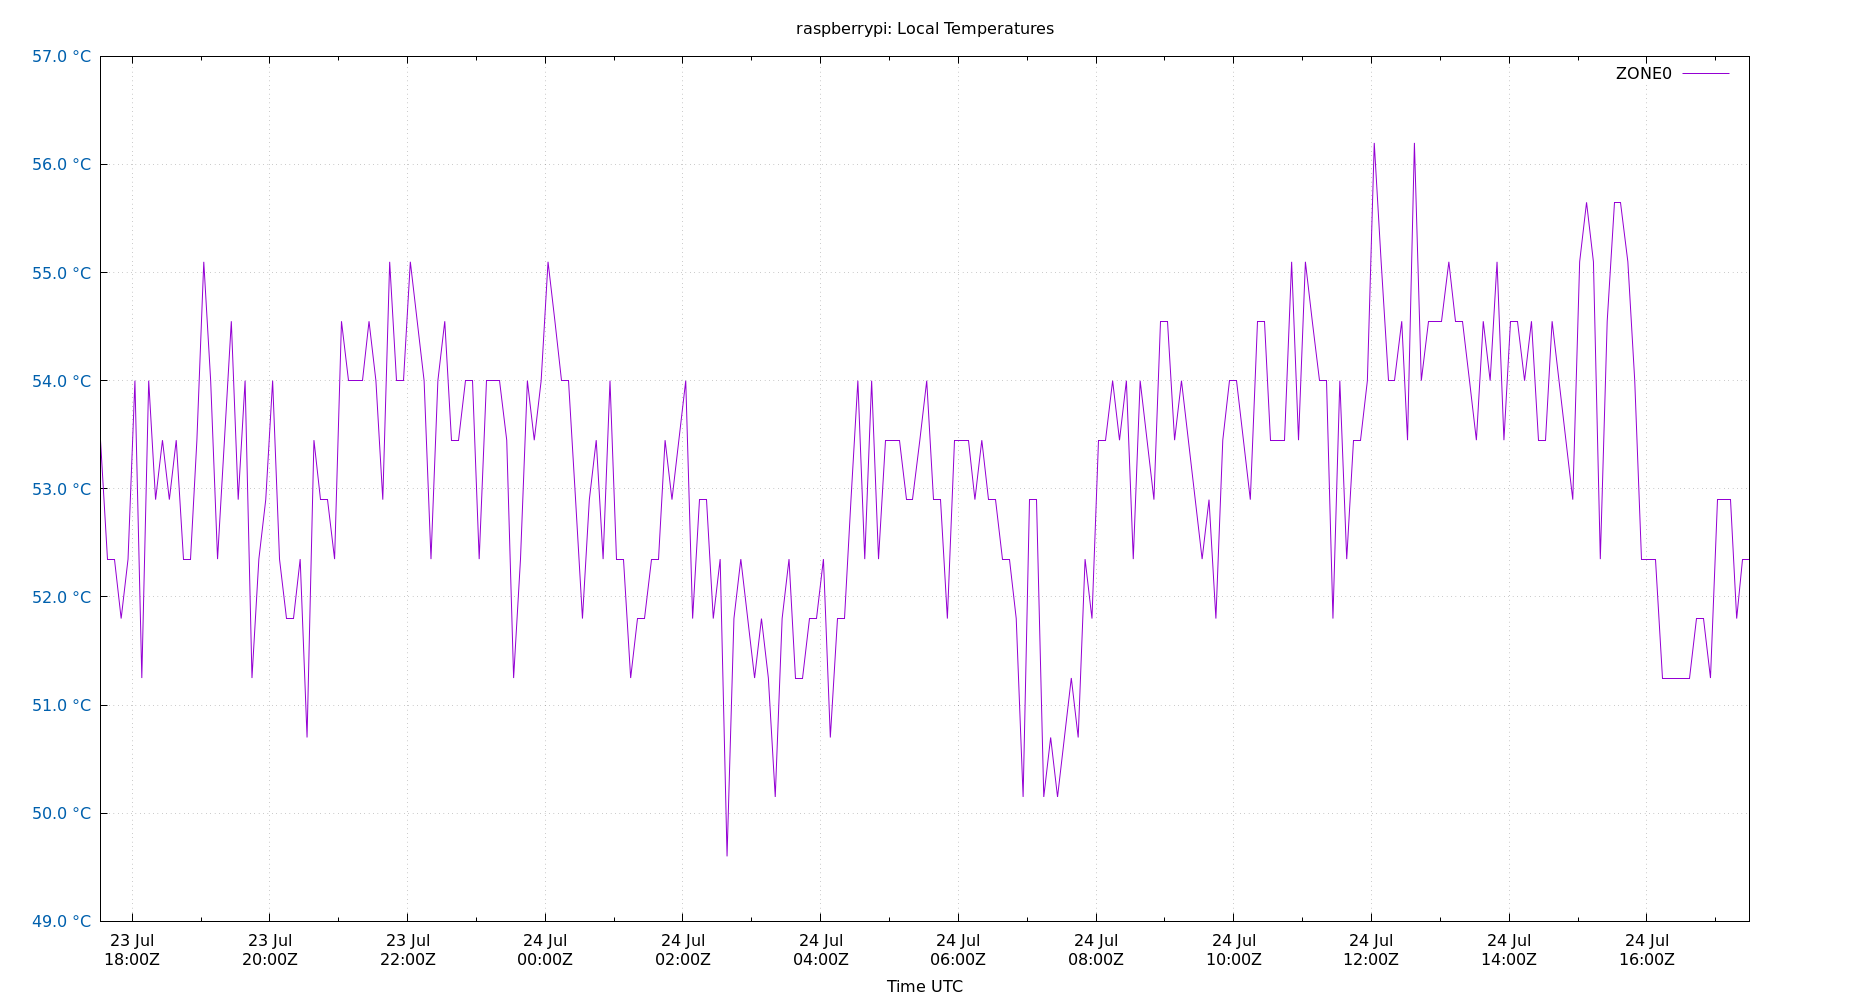 raspberrypi: Local Temperatures
57.0 °C
ZONE0
56.0 °C
55.0 °C
54.0 °C
53.0 °C
52.0 °C
51.0 °C
50.0 °C
49.0 °C
23 Jul 23 Jul 23 Jul 24 Jul 24 Jul 24 Jul 24 Jul 24 Jul 24 Jul 24 Jul 24 Jul 24 Jul
18:00Z 20:00Z 22:00Z 00:00Z 02:00Z 04:00Z 06:00Z 08:00Z 10:00Z 12:00Z 14:00Z 16:00Z
Time UTC